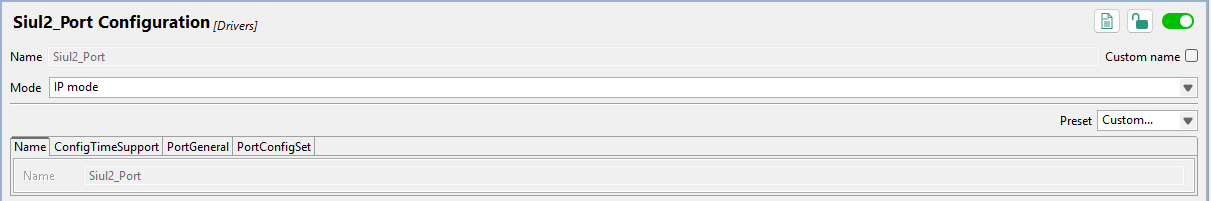 Siul2_Port Configuration [Drivers]
Name Siul2_Port Custom name
Mode IP mode
Preset Custom...
Name ConfigTimeSupport PortGeneral PortConfigSet
Name Siul2_Port